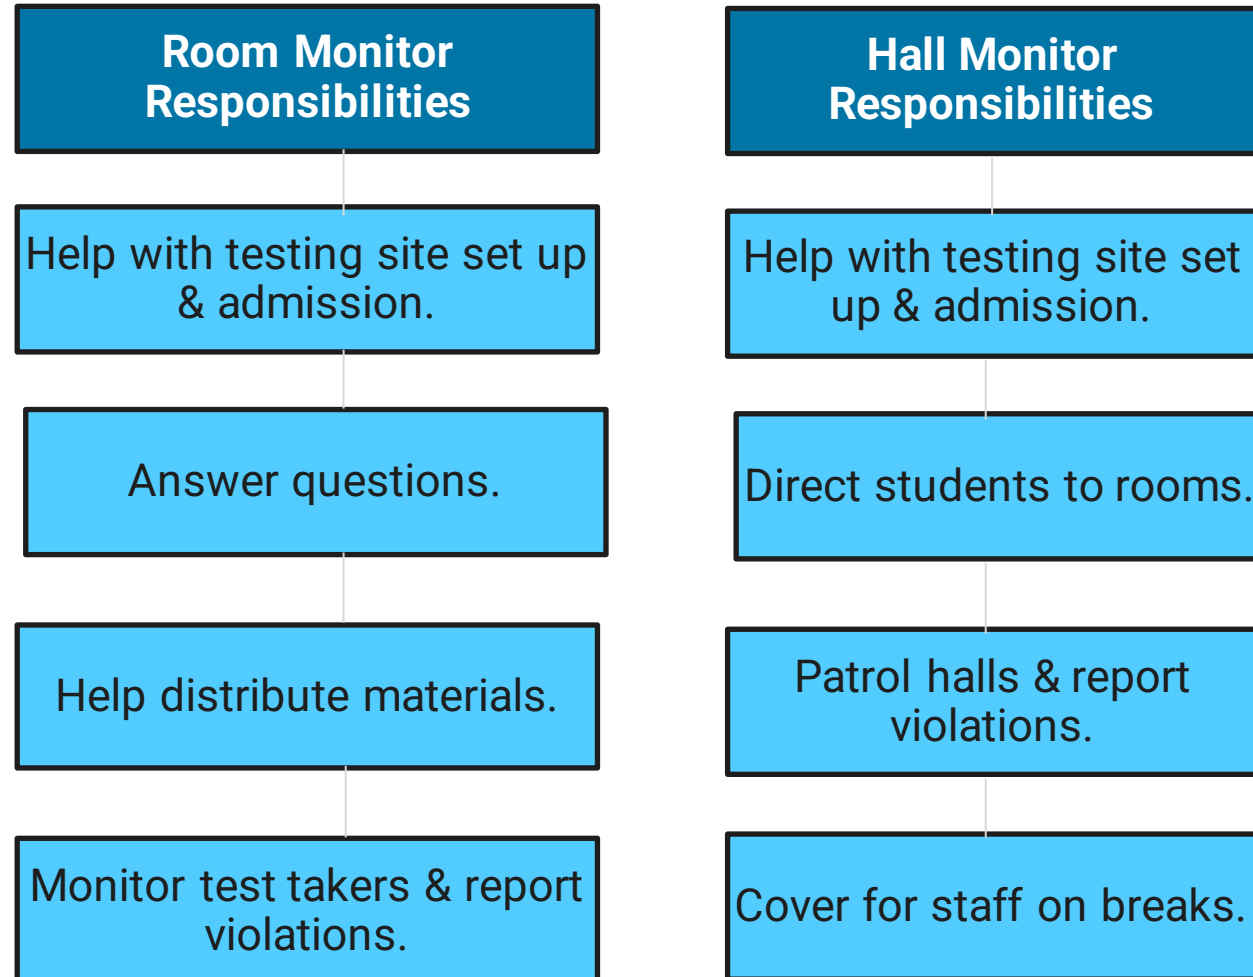 Room Monitor
Responsibilities
Help with testing site set up
& admission.
Answer questions.
Help distribute materials.
Monitor test takers & report
violations.
Hall Monitor
Responsibilities
Help with testing site set
up & admission.
Direct students to rooms.
Patrol halls & report
violations.
Cover for staff on breaks.